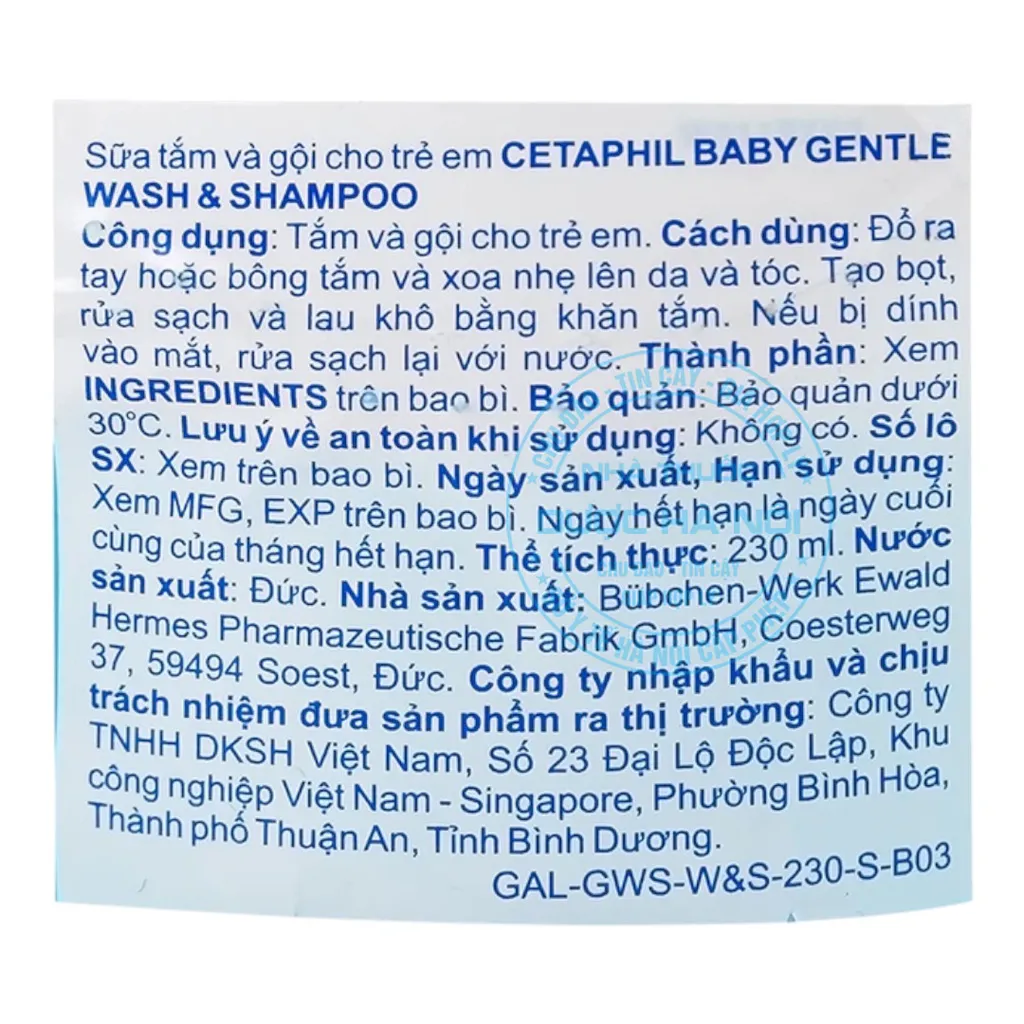 Sữa tắm và gội cho trẻ em CETAPHIL BABY GENTLE
WASH & SHAMPOO
Công dụng: Tắm và gội cho trẻ em. Cách dùng: Đổ ra
tay hoặc bông tắm và xoa nhẹ lên da và tóc. Tạo bọt,
rửa sạch và lau khô bằng khăn tắm. Nếu bị dính
vào mắt, rửa sạch lại với nước. Thành phần: Xem
INGREDIENTS trên bao bì. Bảo quản: Bảo quản dưới
30°C. Lưu ý về an toàn khi sử dụng: Không có. Số lô
SX: Xem trên bao bì. Ngày sản xuất, Hạn sử dụng:
Xem MFG, EXP trên bao bì. Ngày hết hạn là ngày cuối
cùng của tháng hết hạn. Thể tích thực: 230 ml. Nước
sản xuất: Đức. Nhà sản xuất: Bübchen-Werk Ewald
Hermes Pharmazeutische Fabrik GmbH, Coesterweg
37, 59494 Soest, Đức. Công ty nhập khẩu và chịu
trách nhiệm đưa sản phẩm ra thị trường: Công ty
TNHH DKSH Việt Nam, Số 23 Đại Lộ Độc Lập, Khu
công nghiệp Việt Nam - Singapore, Phường Bình Hòa,
Thành phố Thuận An, Tỉnh Bình Dương.
GAL-GWS-W&S-230-S-B03
NHÀ THUỐC
DƯỢC HÀ NỘI